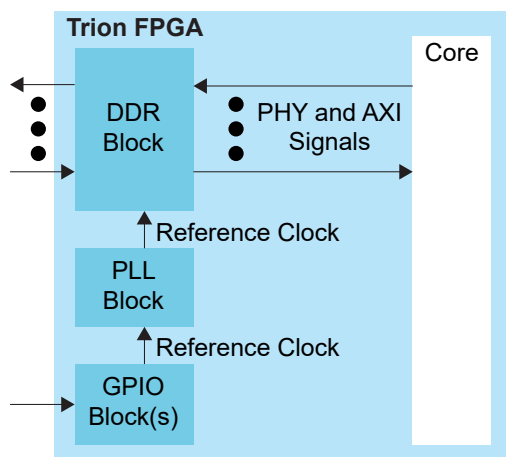 Trion FPGA
Core
DDR
Block
PHY and AXI
Signals
Reference Clock
PLL
Block
Reference Clock
GPIO
Block(s)